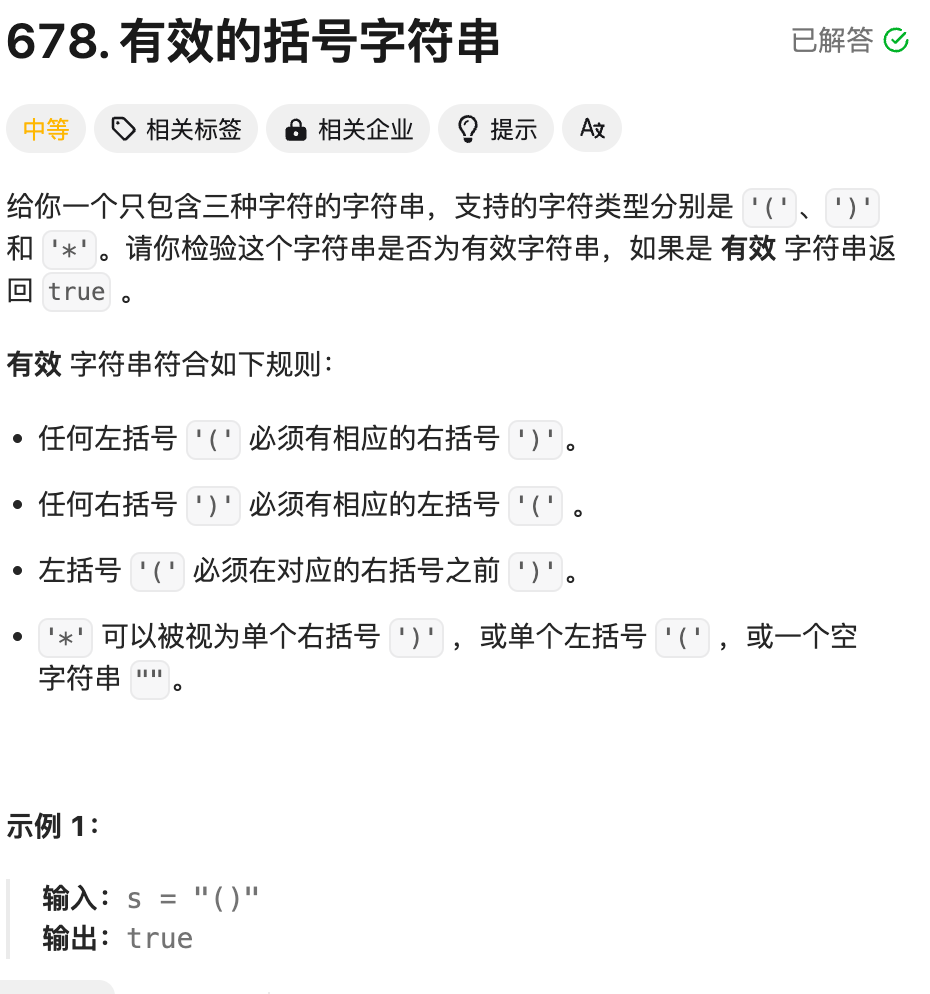 678. 有效的括号字符串
已解答
中等 相关标签 相关企业 提示 Aあ
给你一个只包含三种字符的字符串，支持的字符类型分别是 '('、')'
和 '*'。请你检验这个字符串是否为有效字符串，如果是 有效 字符串返
回 true 。
有效 字符串符合如下规则：
• 任何左括号 '(' 必须有相应的右括号 ')'。
• 任何右括号 ')' 必须有相应的左括号 '(' 。
• 左括号 '(' 必须在对应的右括号之前 ')'。
• '*' 可以被视为单个右括号 ')' ，或单个左括号 '(' ，或一个空
字符串 ""。
示例 1：
输入：s = "()"
输出：true